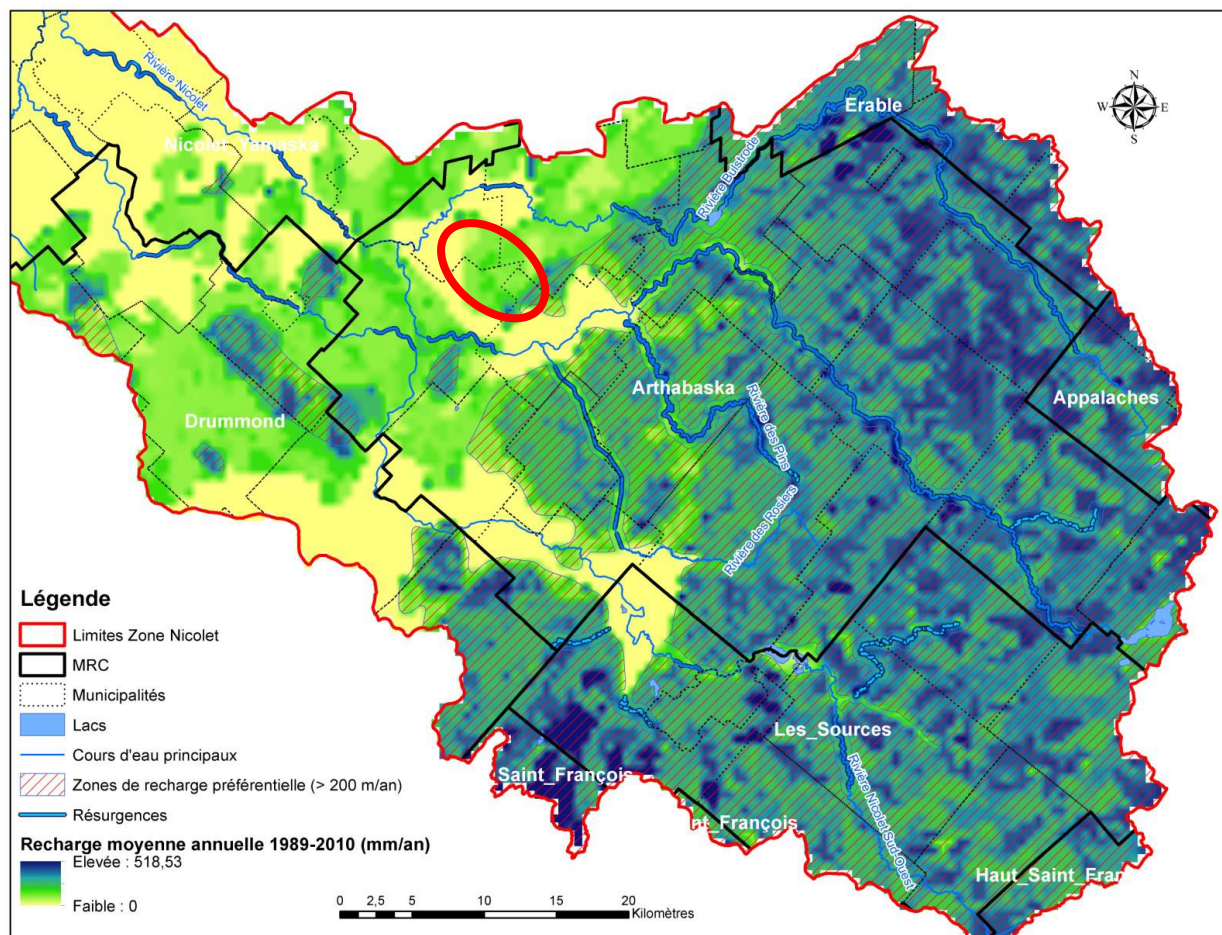 Rivière Nicolet
Nicolet_Yamaska
Erable
Rivière Bulstrode
N
W E
S
Arthabaska
Rivière des Pins
Appalaches
Drummond
Rivière des Rosiers
Les_Sources
Saint_François
nt_François
Rivière Nicolet Sud-Ouest
Haut_Saint_Fran
Légende
Limites Zone Nicolet
MRC
Municipalités
Lacs
Cours d'eau principaux
Zones de recharge préférentielle (> 200 m/an)
Résurgences
Recharge moyenne annuelle 1989-2010 (mm/an)
Elevée : 518,53
Faible : 0
0 2,5 5 10 15 20
Kilomètres